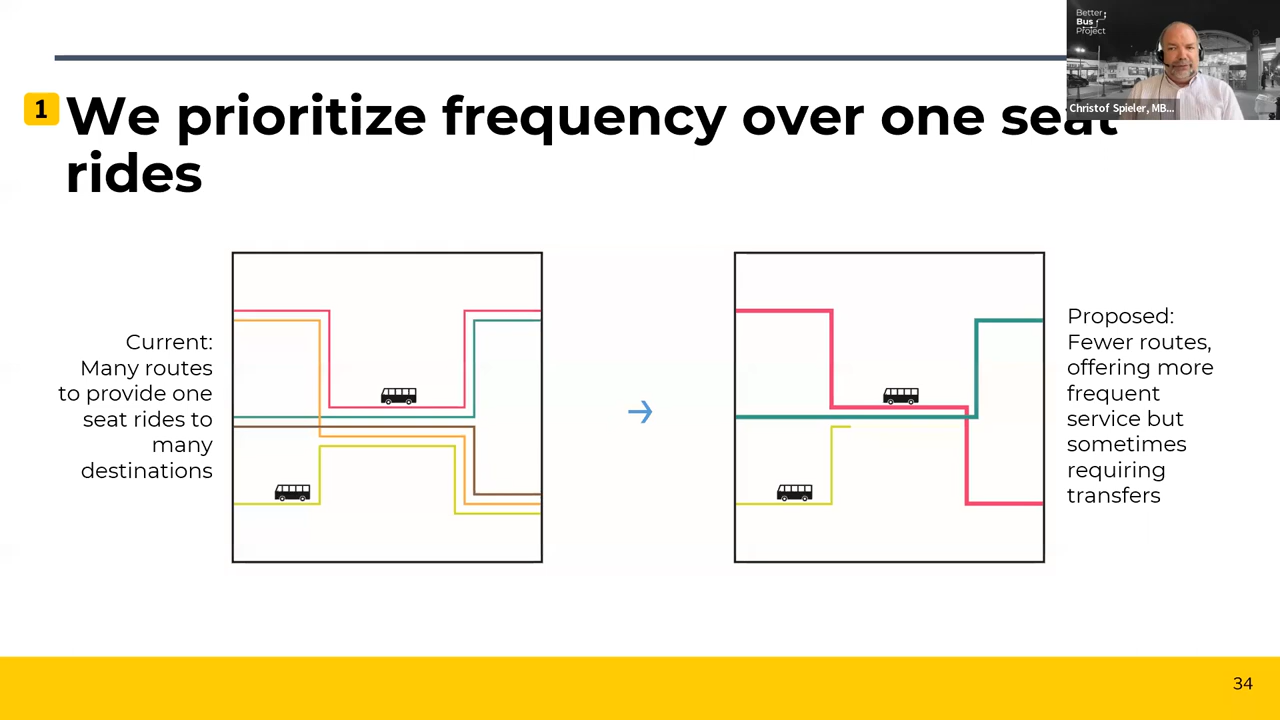 Better
Bus
Project
Christof Spieler, MB...
1
We prioritize frequency over one seat
rides
Current:
Many routes
to provide one
seat rides to
many
destinations
→
Proposed:
Fewer routes,
offering more
frequent
service but
sometimes
requiring
transfers
34